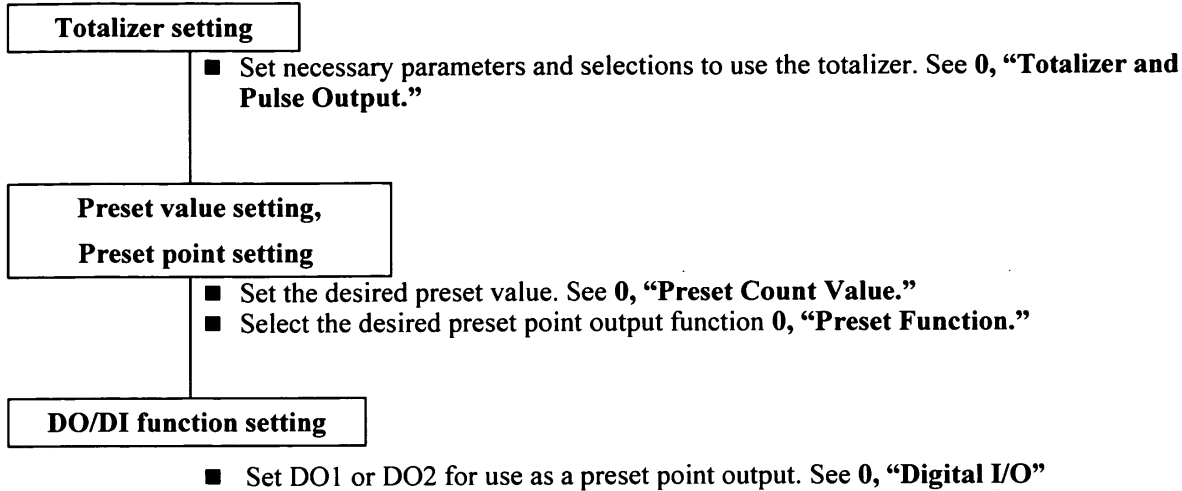 Totalizer setting
■ Set necessary parameters and selections to use the totalizer. See 0, “Totalizer and
Pulse Output.”
Preset value setting,
Preset point setting
■ Set the desired preset value. See 0, “Preset Count Value.”
■ Select the desired preset point output function 0, “Preset Function.”
DO/DI function setting
■ Set DO1 or DO2 for use as a preset point output. See 0, “Digital I/O”